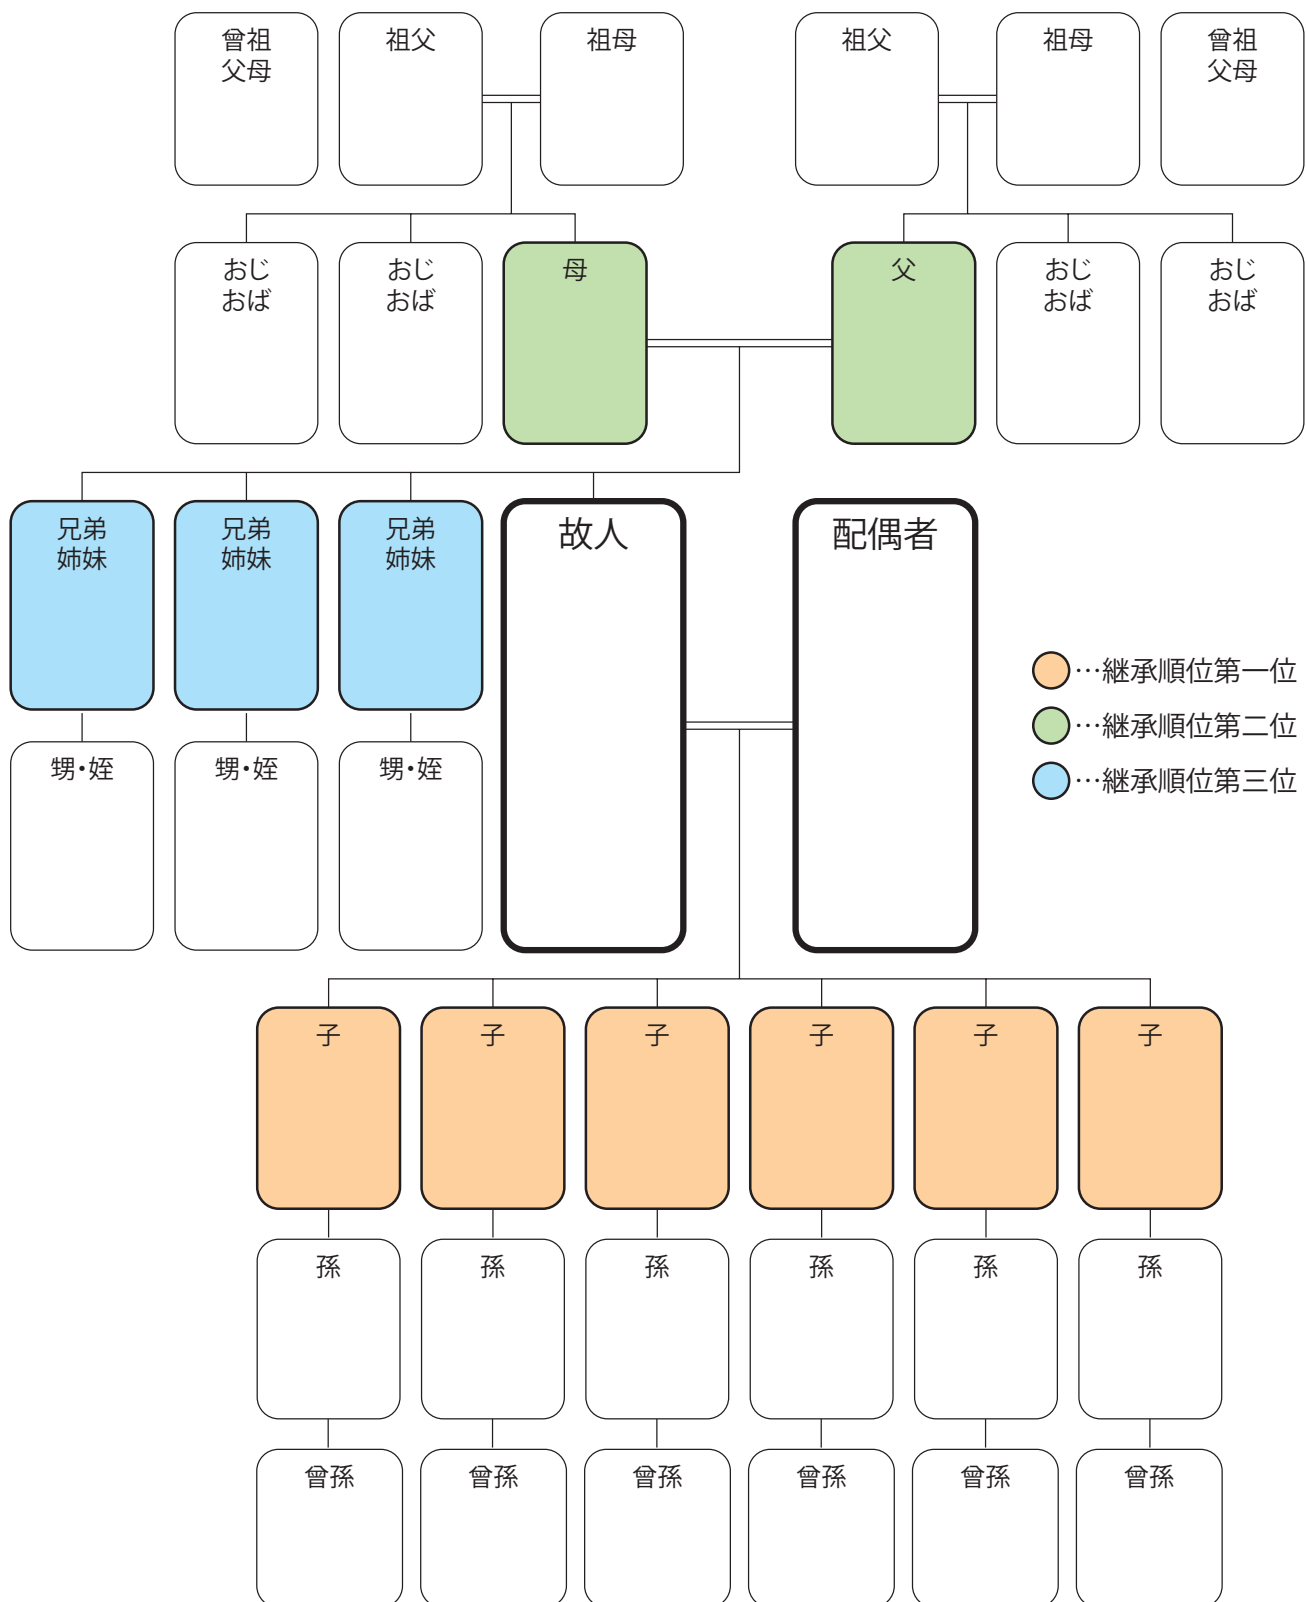 曾祖
父母
祖父
祖母
祖父
祖母
曾祖
父母
おじ
おば
おじ
おば
母
父
おじ
おば
おじ
おば
兄弟
姉妹
兄弟
姉妹
兄弟
姉妹
故人
配偶者
…継承順位第一位
…継承順位第二位
…継承順位第三位
甥・姪
甥・姪
甥・姪
子
子
子
子
子
子
孫
孫
孫
孫
孫
孫
曾孫
曾孫
曾孫
曾孫
曾孫
曾孫